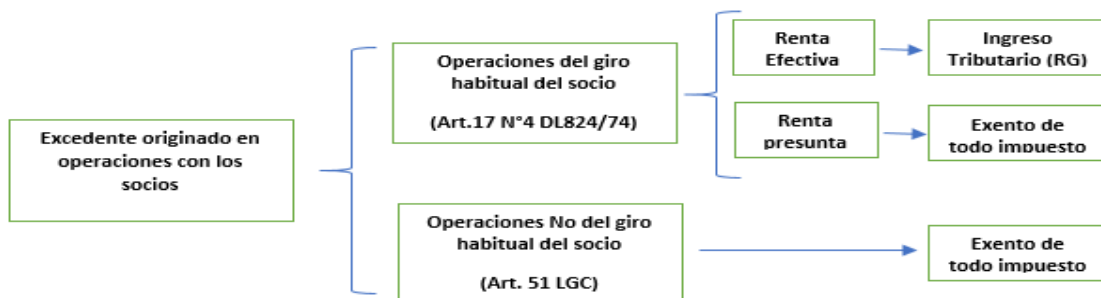 Excedente originado en
operaciones con los
socios
Operaciones del giro
habitual del socio
(Art.17 N°4 DL824/74)
Renta
Efectiva
Ingreso
Tributario (RG)
Renta
presunta
Exento de
todo impuesto
Operaciones No del giro
habitual del socio
(Art. 51 LGC)
Exento de
todo impuesto